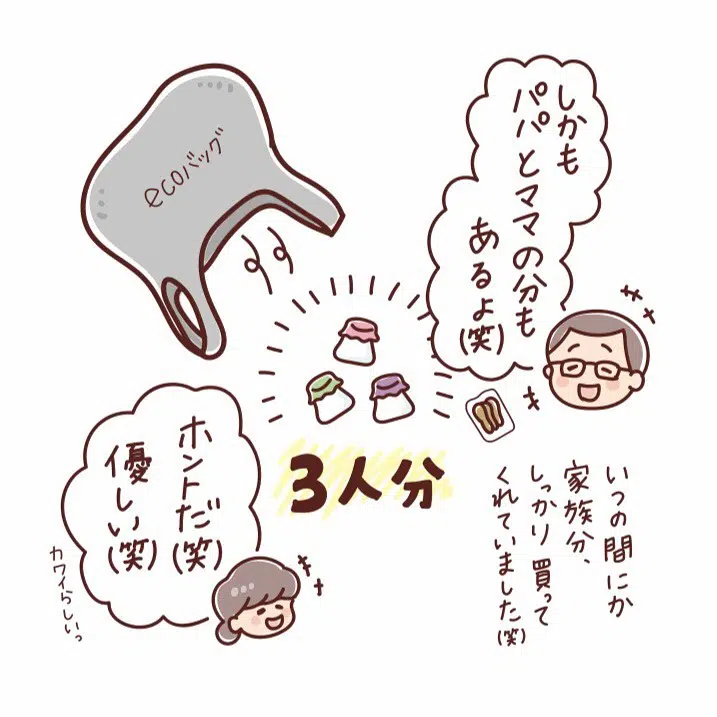 しかも
パパとママの分も
あるよ(笑)
ecoバッグ
3人分
ホントだ(笑)
優しい(笑)
カワイらしいっ
いつの間にか
家族分、
しっかり買って
くれていました(笑)